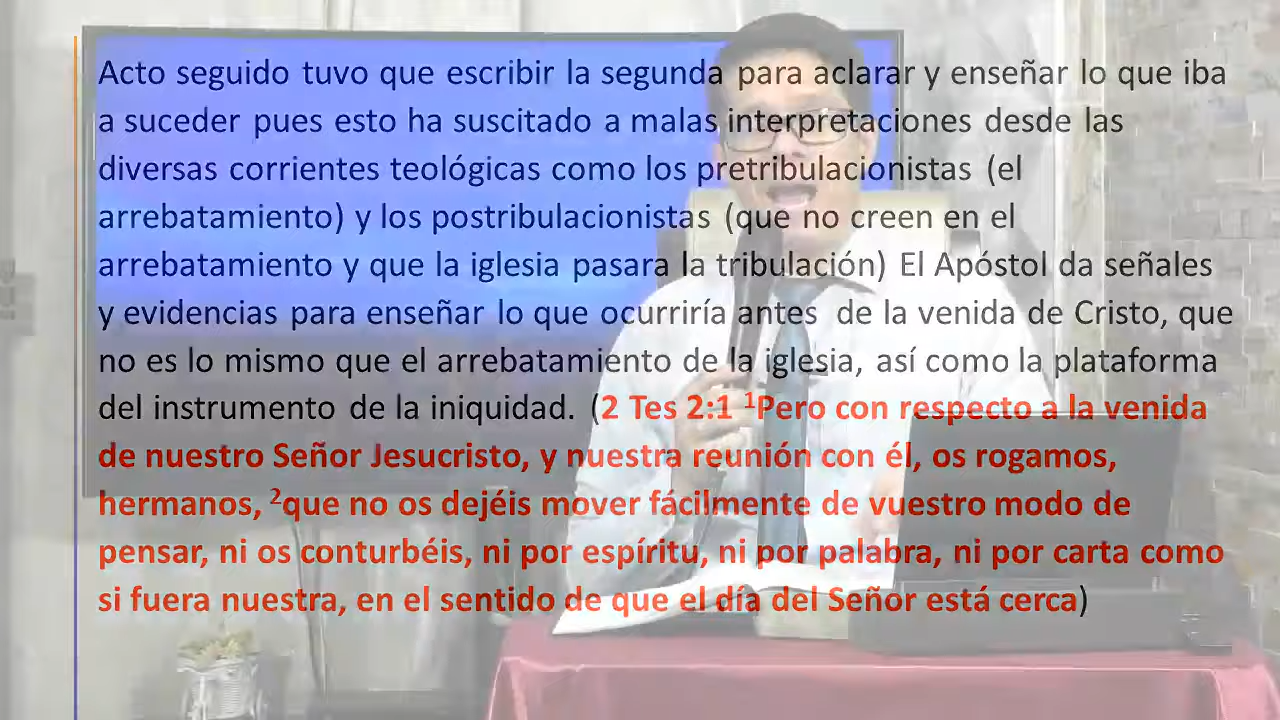 Acto seguido tuvo que escribir la segunda para aclarar y enseñar lo que iba
a suceder pues esto ha suscitado a malas interpretaciones desde las
diversas corrientes teológicas como los pretribulacionistas (el
arrebatamiento) y los postribulacionistas (que no creen en el
arrebatamiento y que la iglesia pasara la tribulación) El Apóstol da señales
y evidencias para enseñar lo que ocurriría antes de la venida de Cristo, que
no es lo mismo que el arrebatamiento de la iglesia, así como la plataforma
del instrumento de la iniquidad. (2 Tes 2:1 ¹Pero con respecto a la venida
de nuestro Señor Jesucristo, y nuestra reunión con él, os rogamos,
hermanos, ²que no os dejéis mover fácilmente de vuestro modo de
pensar, ni os conturbéis, ni por espíritu, ni por palabra, ni por carta como
si fuera nuestra, en el sentido de que el día del Señor está cerca)